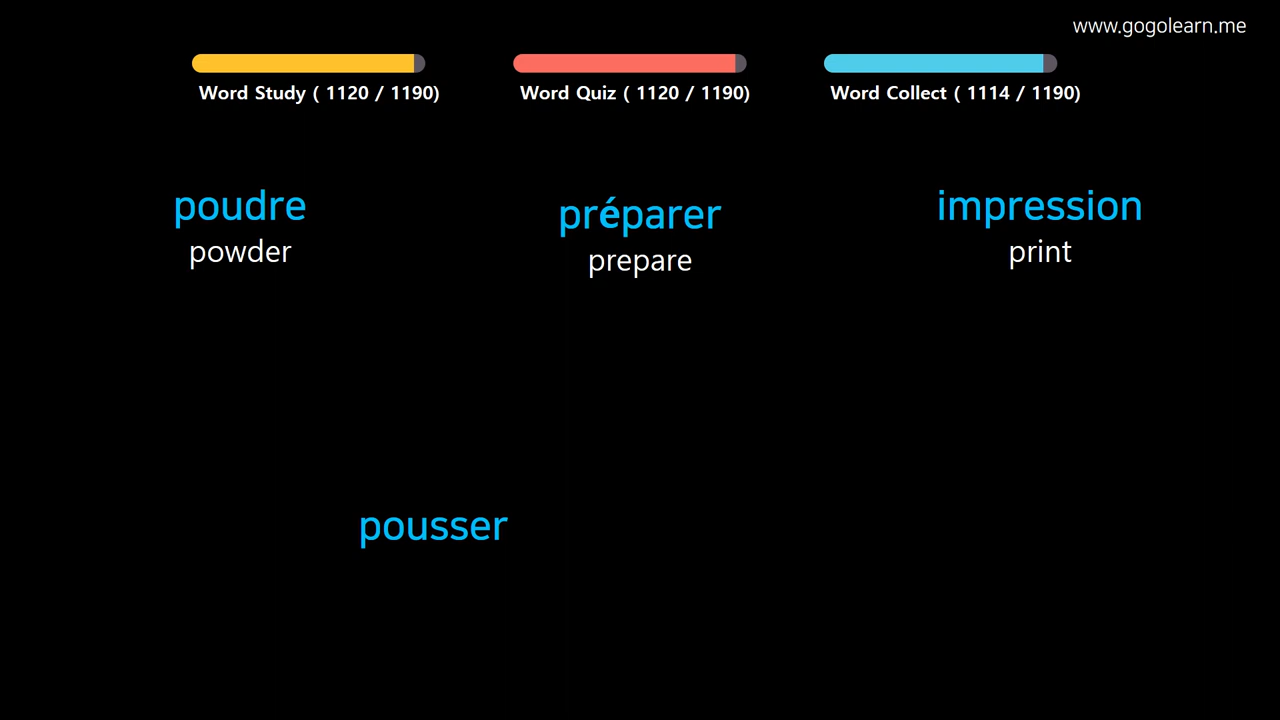 www.gogolearn.me
Word Study ( 1120 / 1190)
Word Quiz ( 1120 / 1190)
Word Collect ( 1114 / 1190)
poudre
powder
préparer
prepare
impression
print
pousser